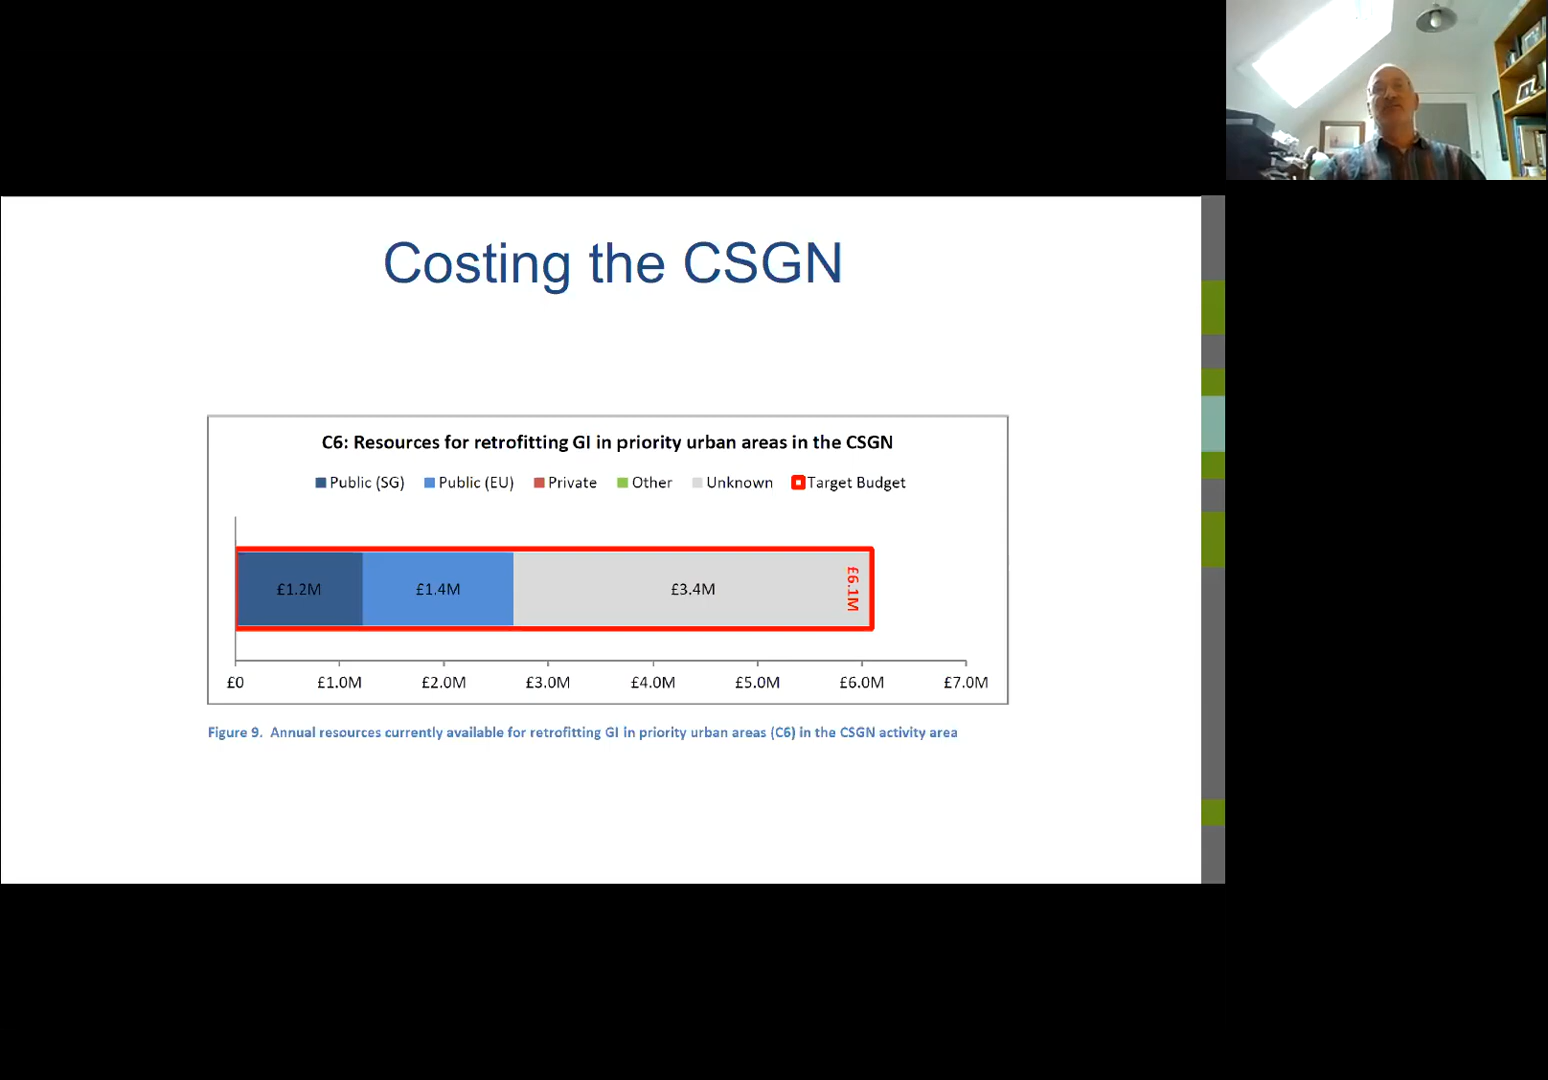 Costing the CSGN
C6: Resources for retrofitting GI in priority urban areas in the CSGN
Public (SG) Public (EU) Private Other Unknown Target Budget
£1.2M £1.4M £3.4M £6.1M
£0 £1.0M £2.0M £3.0M £4.0M £5.0M £6.0M £7.0M
Figure 9. Annual resources currently available for retrofitting GI in priority urban areas (C6) in the CSGN activity area